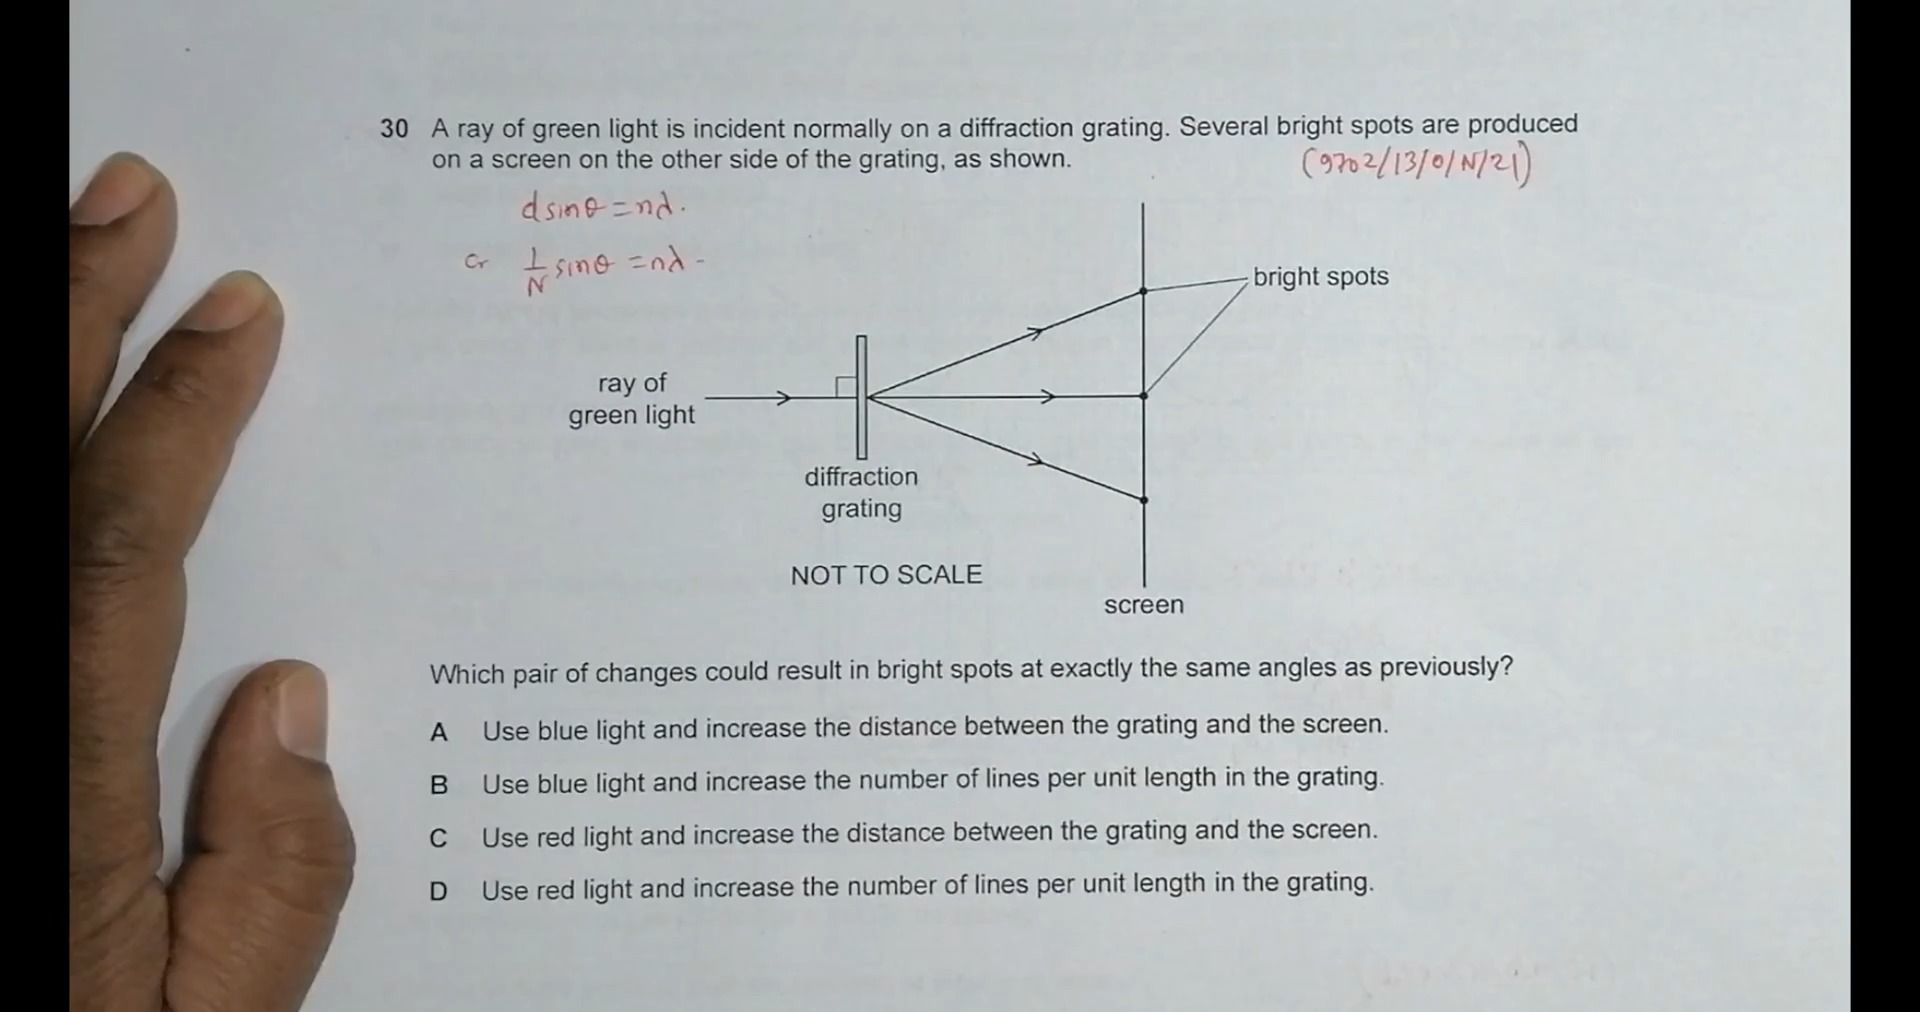 30 A ray of green light is incident normally on a diffraction grating. Several bright spots are produced
on a screen on the other side of the grating, as shown.
(9702/13/O/N/21)
d sinθ = nλ.
or 1/N sinθ = nλ -
bright spots
ray of
green light
diffraction
grating
NOT TO SCALE
screen
Which pair of changes could result in bright spots at exactly the same angles as previously?
A Use blue light and increase the distance between the grating and the screen.
B Use blue light and increase the number of lines per unit length in the grating.
C Use red light and increase the distance between the grating and the screen.
D Use red light and increase the number of lines per unit length in the grating.